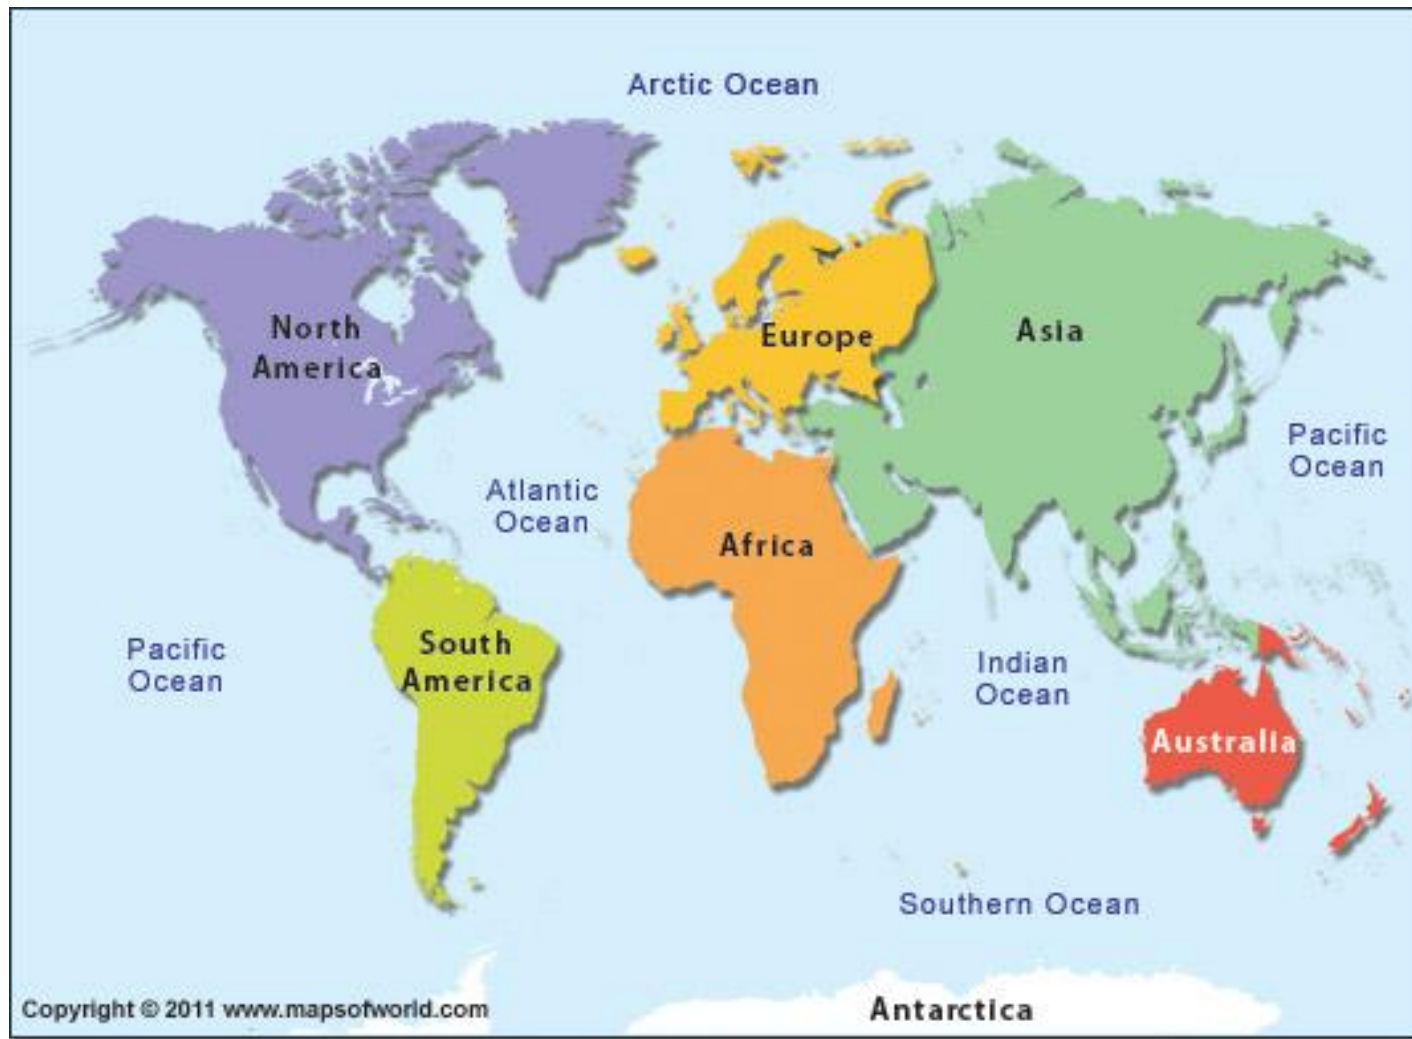 Arctic Ocean
North
America
Europe
Asia
Pacific
Ocean
Atlantic
Ocean
Africa
Pacific
Ocean
South
America
Indian
Ocean
Australia
Southern Ocean
Antarctica
Copyright © 2011 www.mapsofworld.com